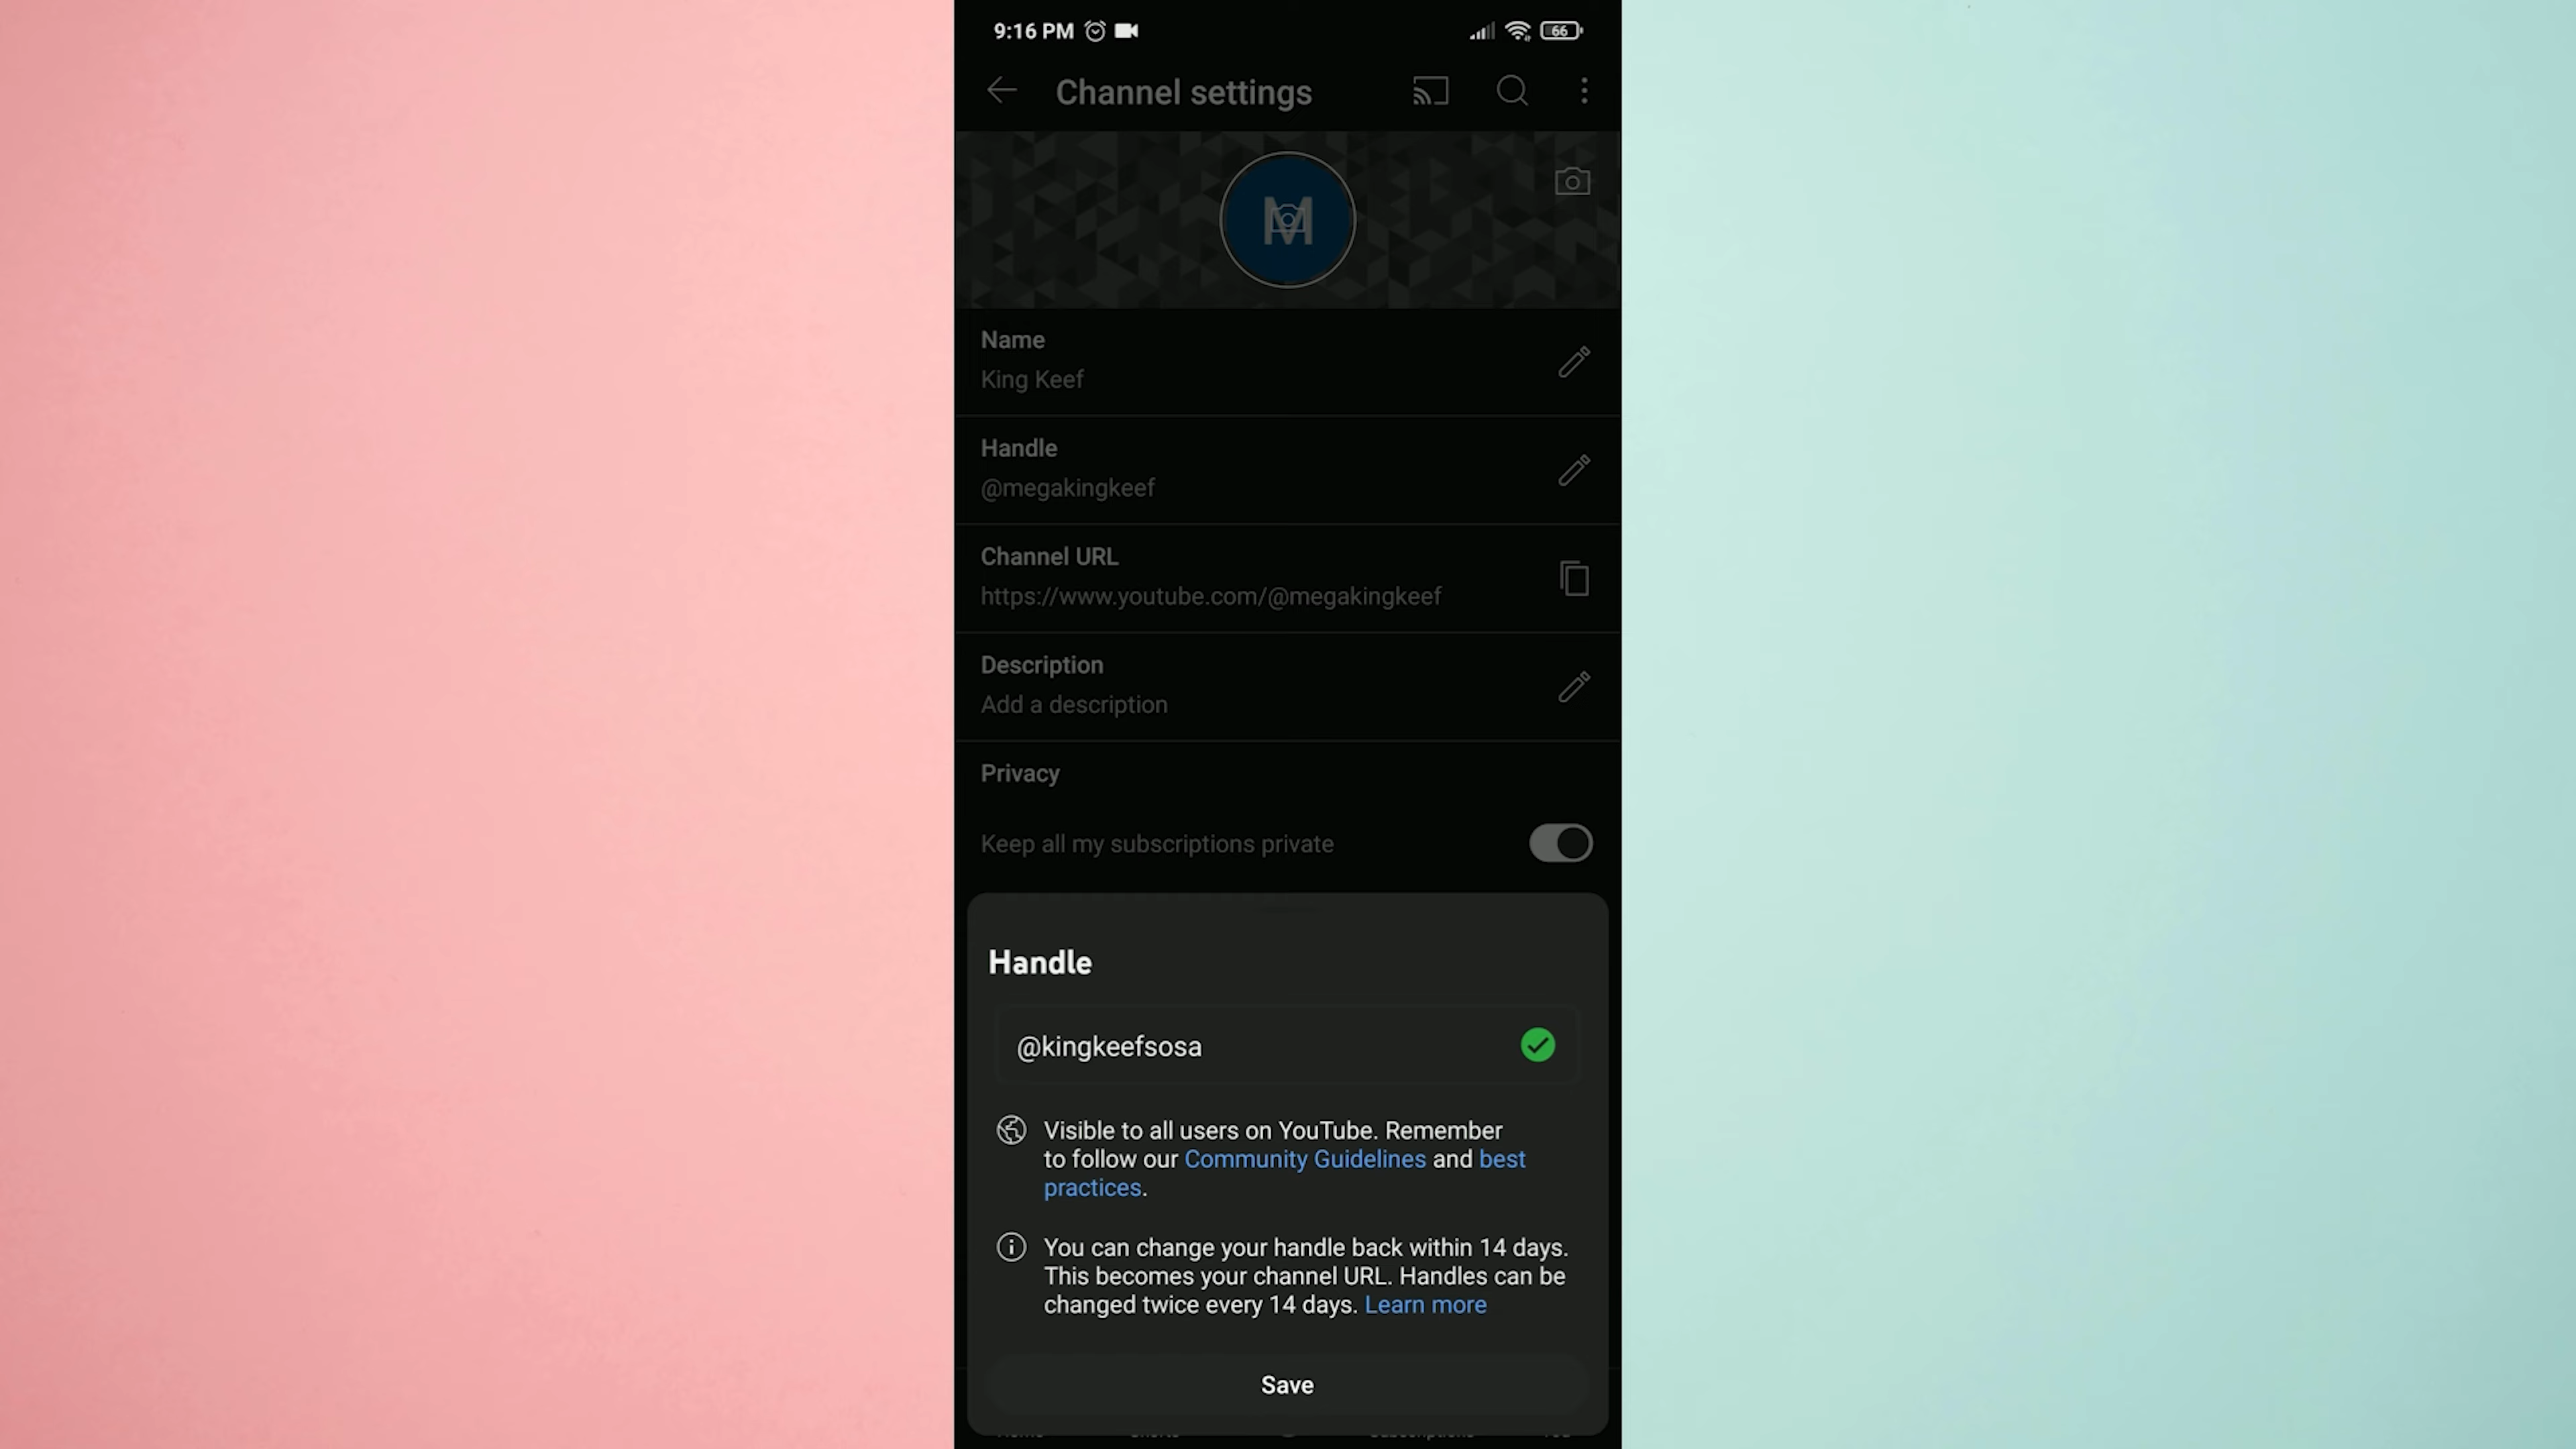 9:16 PM
66
Channel settings
M
Name
King Keef
Handle
@megakingkeef
Channel URL
https://www.youtube.com/@megakingkeef
Description
Add a description
Privacy
Keep all my subscriptions private
Handle
@kingkeefsosa
Visible to all users on YouTube. Remember
to follow our Community Guidelines and best
practices.
You can change your handle back within 14 days.
This becomes your channel URL. Handles can be
changed twice every 14 days. Learn more
Save